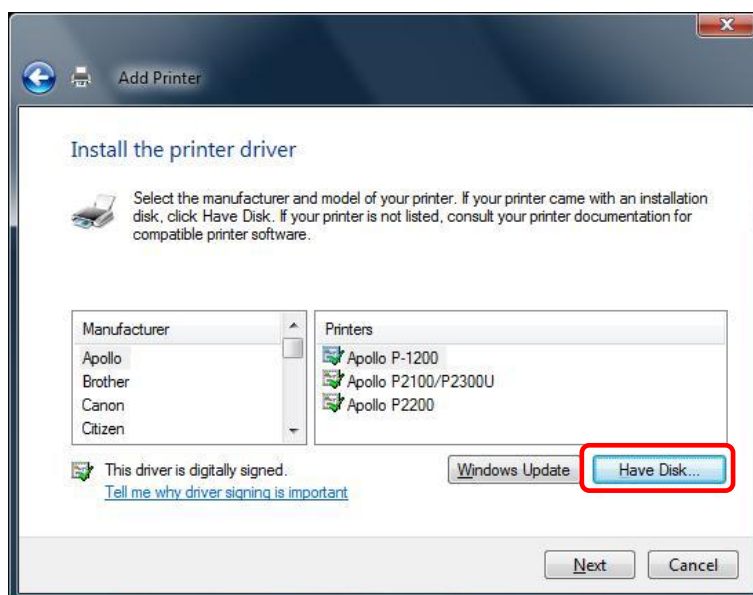 Add Printer
Install the printer driver
Select the manufacturer and model of your printer. If your printer came with an installation
disk, click Have Disk. If your printer is not listed, consult your printer documentation for
compatible printer software.
Manufacturer
Apollo
Brother
Canon
Citizen
Printers
Apollo P-1200
Apollo P2100/P2300U
Apollo P2200
This driver is digitally signed.
Tell me why driver signing is important
Windows Update
Have Disk...
Next
Cancel